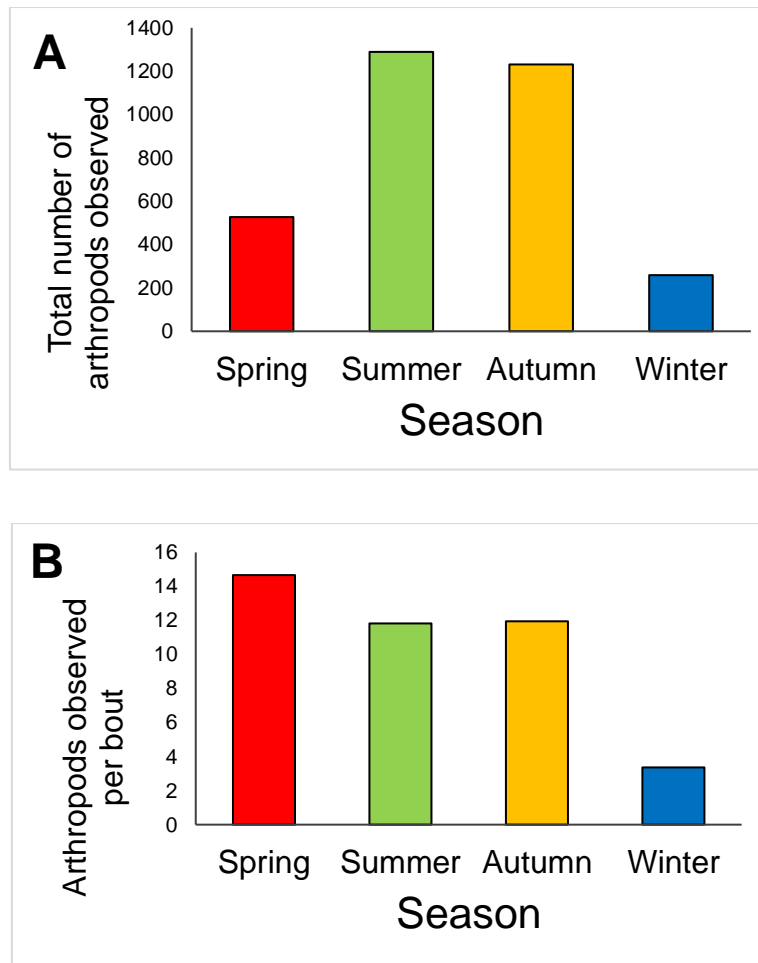 A
Total number of
arthropods observed
1400
1200
1000
800
600
400
200
0
Spring Summer Autumn Winter
Season
B
Arthropods observed
per bout
16
14
12
10
8
6
4
2
0
Spring Summer Autumn Winter
Season